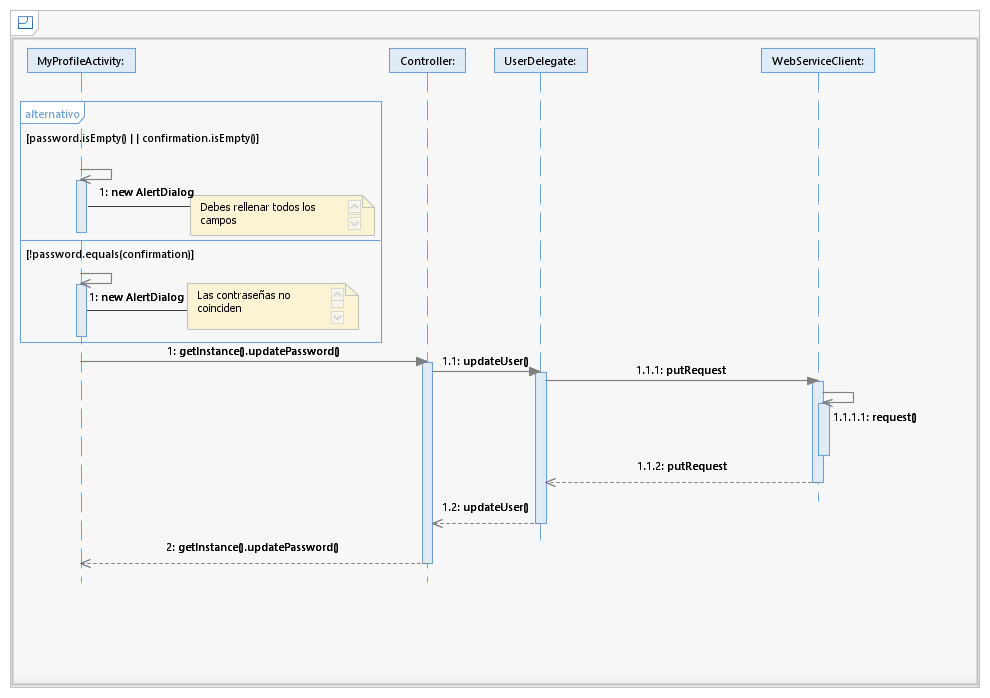 MyProfileActivity:
Controller:
UserDelegate:
WebServiceClient:
alternativo
[password.isEmpty() || confirmation.isEmpty()]
1: new AlertDialog
Debes rellenar todos los
campos
[!password.equals(confirmation)]
1: new AlertDialog
Las contraseñas no
coinciden
1: getInstance().updatePassword()
1.1: updateUser()
1.1.1: putRequest
1.1.1.1: request()
1.1.2: putRequest
1.2: updateUser()
2: getInstance().updatePassword()